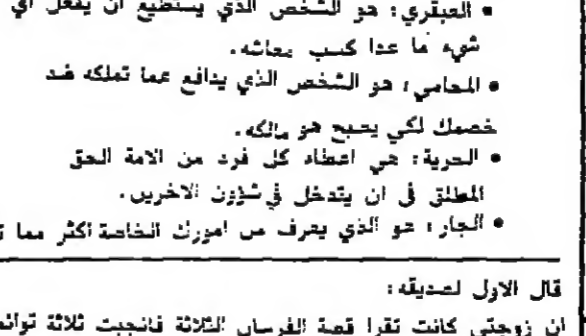 • العبقري : هو الشخص الذي يستطيع ان يفعل اي
شيء ما عدا كسب معاشه .
• المحامي : هو الشخص الذي يدافع عما تملكه ضد
خصمك لكي يصبح هو مالكه .
• الحرية : هي اعطاء كل فرد من الامة الحق
المطلق في ان يتدخل في شؤون الاخرين .
• الجار : هو الذي يعرف من امورك الخاصة اكثر مما
قال الاول لصديقه :
ان زوجتي كانت تقرا قصة الفرسان الثلاثة فانجبت ثلاثة